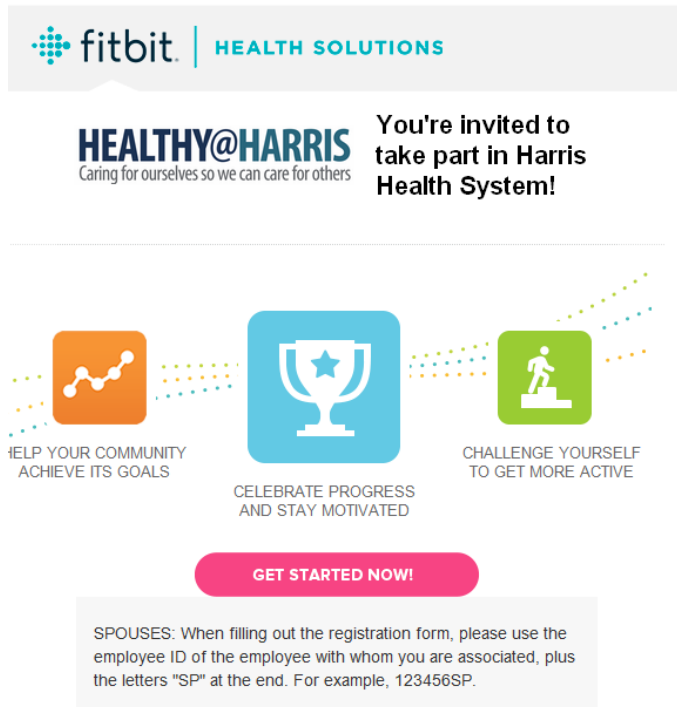 fitbit. HEALTH SOLUTIONS
HEALTHY@HARRIS
Caring for ourselves so we can care for others
You're invited to
take part in Harris
Health System!
HELP YOUR COMMUNITY
ACHIEVE ITS GOALS
CELEBRATE PROGRESS
AND STAY MOTIVATED
CHALLENGE YOURSELF
TO GET MORE ACTIVE
GET STARTED NOW!
SPOUSES: When filling out the registration form, please use the
employee ID of the employee with whom you are associated, plus
the letters "SP" at the end. For example, 123456SP.